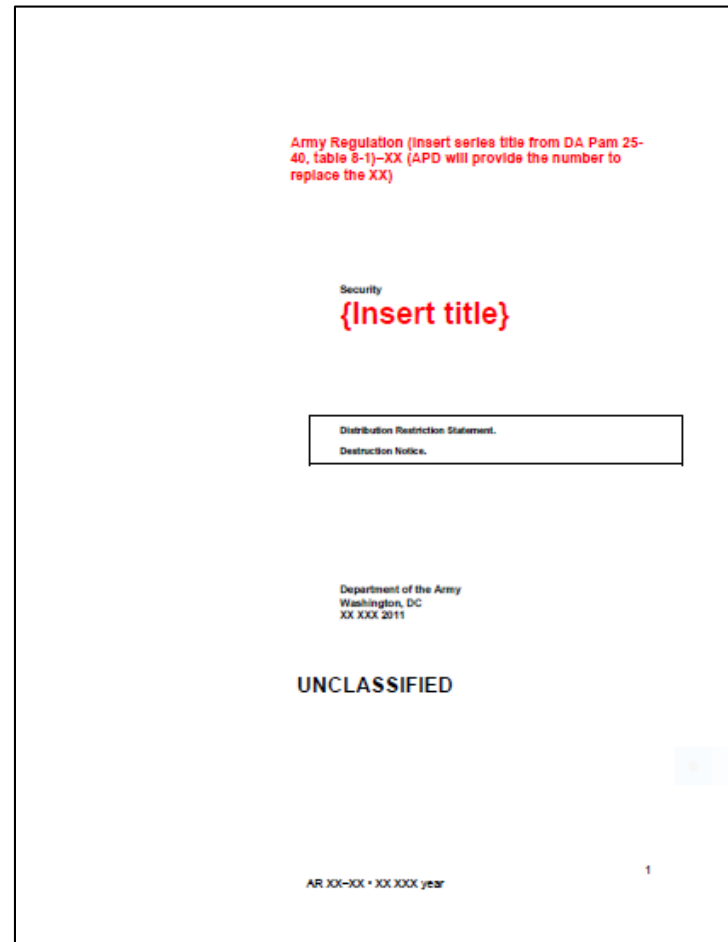 Army Regulation (Insert series title from DA Pam 25-
40, table 8-1)–XX (APD will provide the number to
replace the XX)
Security
{Insert title}
Distribution Restriction Statement.
Destruction Notice.
Department of the Army
Washington, DC
XX XXX 2011
UNCLASSIFIED
1
AR XX–XX • XX XXX year